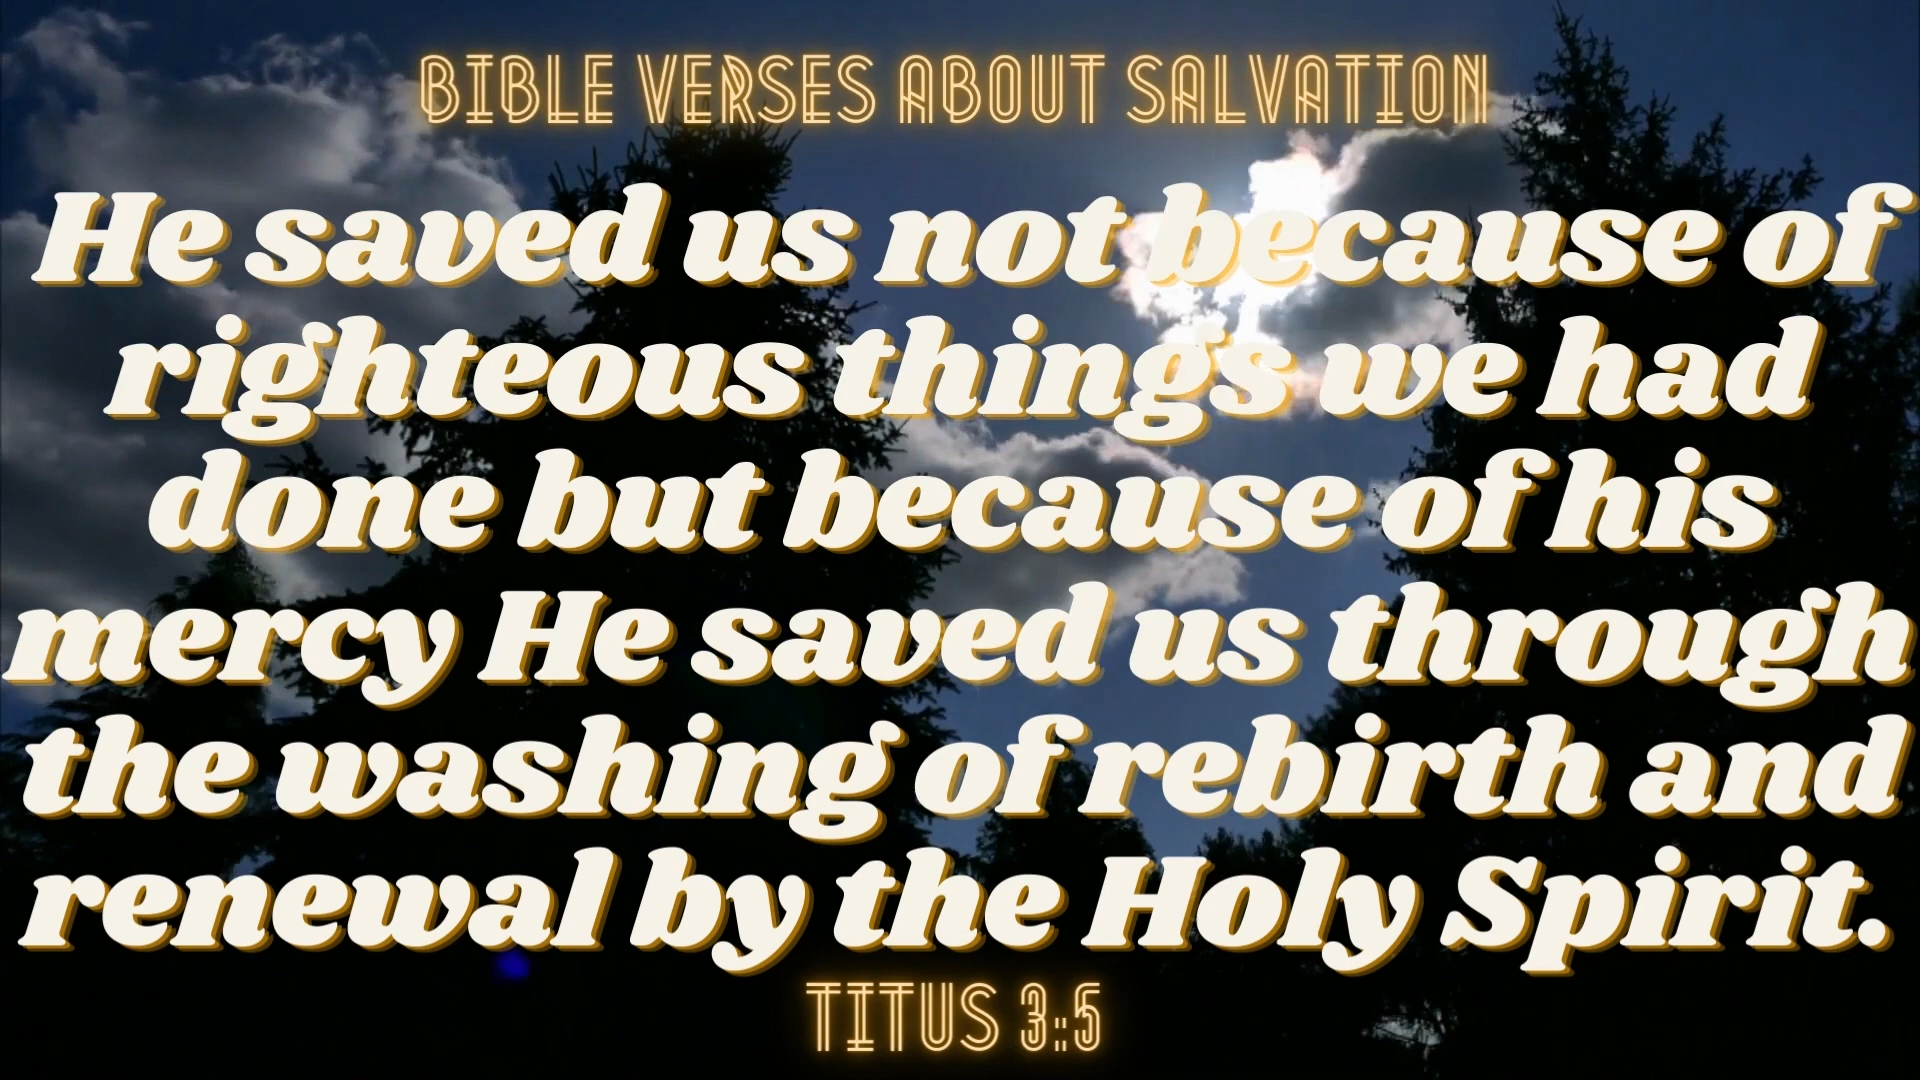 BIBLE VERSES ABOUT SALVATION
He saved us not because of
righteous things we had
done but because of his
mercy He saved us through
the washing of rebirth and
renewal by the Holy Spirit.
TITUS 3:5